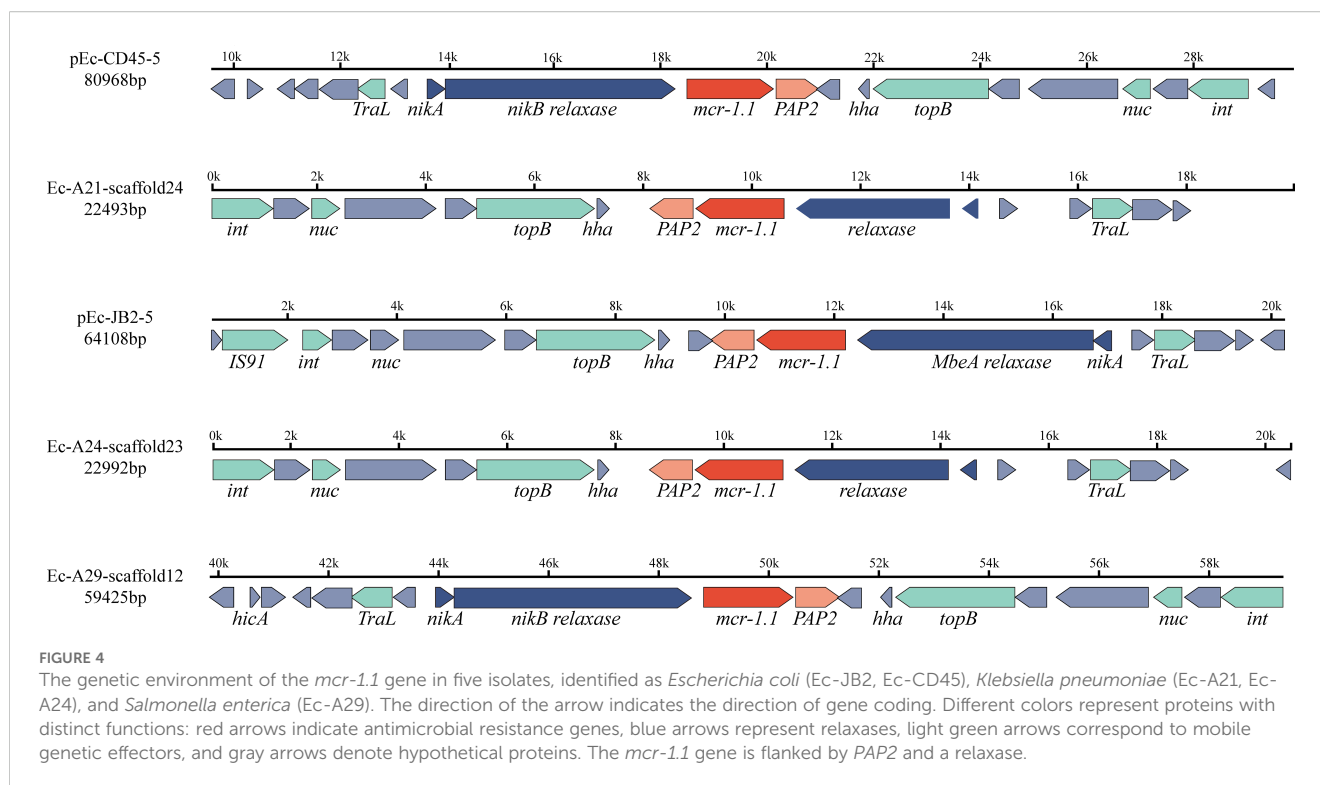 10k 12k 14k 16k 18k 20k 22k 24k 26k 28k
pEc-CD45-5
80968bp
TraL nikA nikB relaxase mcr-1.1 PAP2 hha topB nuc int
0k 2k 4k 6k 8k 10k 12k 14k 16k 18k
Ec-A21-scaffold24
22493bp
int nuc topB hha PAP2 mcr-1.1 relaxase TraL
2k 4k 6k 8k 10k 12k 14k 16k 18k 20k
pEc-JB2-5
64108bp
IS91 int nuc topB hha PAP2 mcr-1.1 MbeA relaxase nikA TraL
0k 2k 4k 6k 8k 10k 12k 14k 16k 18k 20k
Ec-A24-scaffold23
22992bp
int nuc topB hha PAP2 mcr-1.1 relaxase TraL
40k 42k 44k 46k 48k 50k 52k 54k 56k 58k
Ec-A29-scaffold12
59425bp
hicA TraL nikA nikB relaxase mcr-1.1 PAP2 hha topB nuc int
FIGURE 4
The genetic environment of the mcr-1.1 gene in five isolates, identified as Escherichia coli (Ec-JB2, Ec-CD45), Klebsiella pneumoniae (Ec-A21, Ec-
A24), and Salmonella enterica (Ec-A29). The direction of the arrow indicates the direction of gene coding. Different colors represent proteins with
distinct functions: red arrows indicate antimicrobial resistance genes, blue arrows represent relaxases, light green arrows correspond to mobile
genetic effectors, and gray arrows denote hypothetical proteins. The mcr-1.1 gene is flanked by PAP2 and a relaxase.